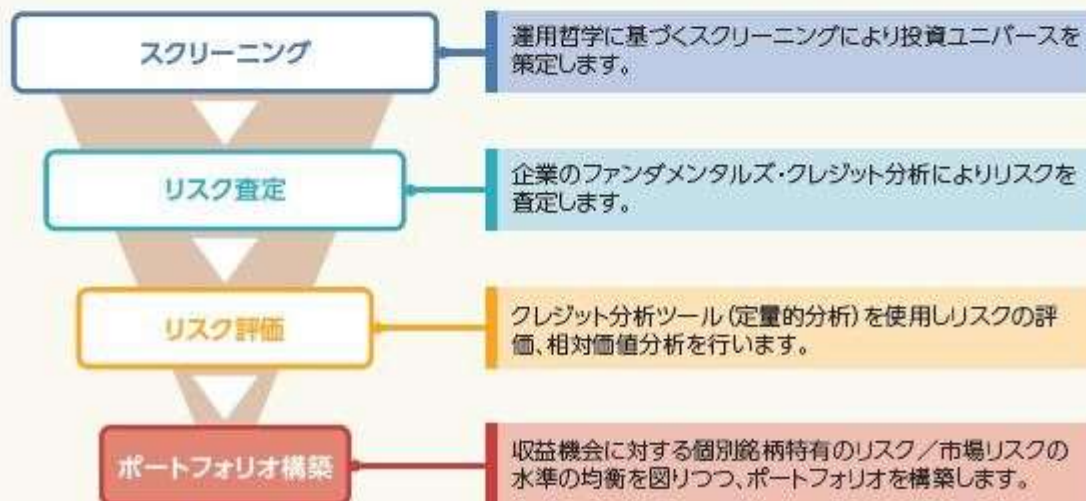 スクリーニング
運用哲学に基づくスクリーニングにより投資ユニバースを
策定します。
リスク査定
企業のファンダメンタルズ・クレジット分析によりリスクを
査定します。
リスク評価
クレジット分析ツール(定量的分析)を使用しリスクの評
価、相対価値分析を行います。
ポートフォリオ構築
収益機会に対する個別銘柄特有のリスク／市場リスクの
水準の均衡を図りつつ、ポートフォリオを構築します。